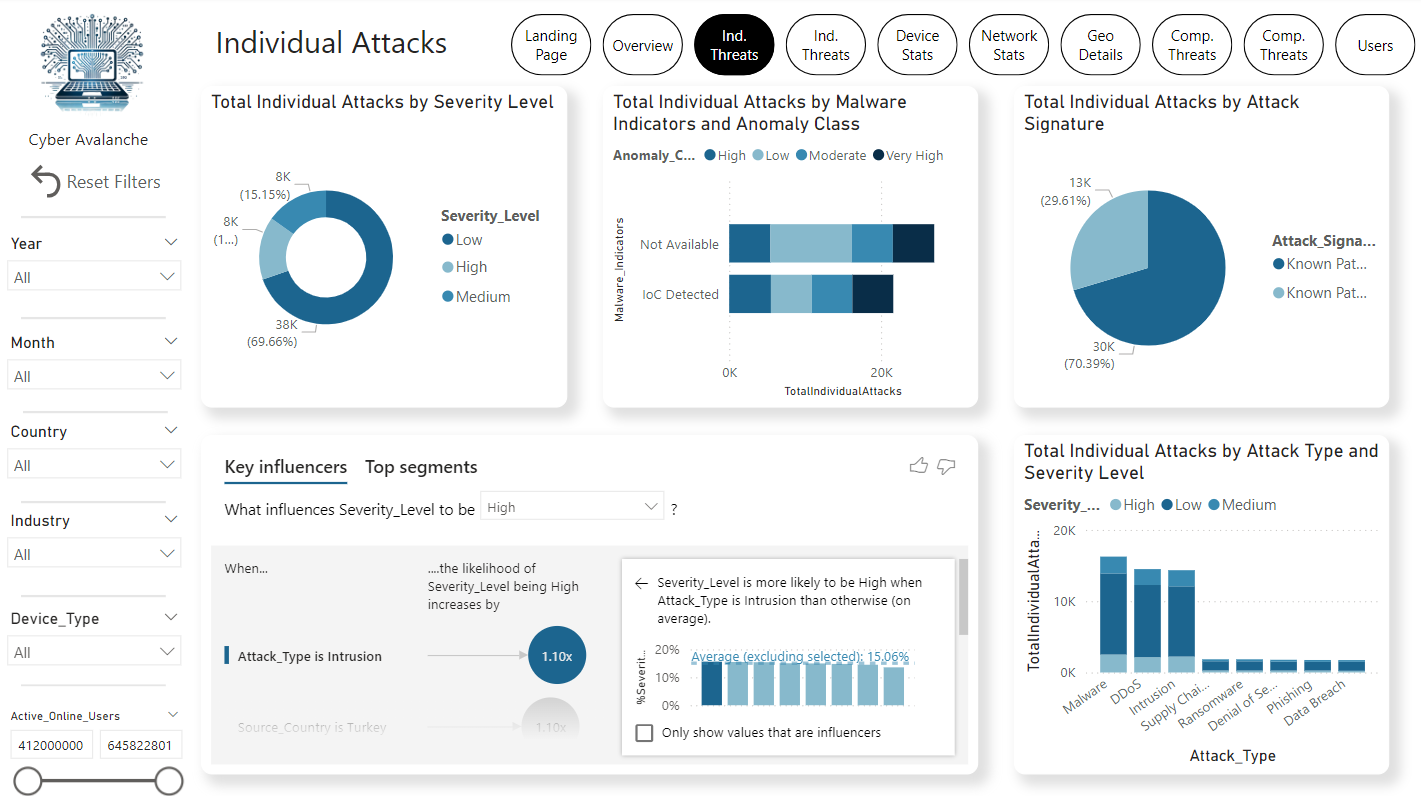 Individual Attacks
Landing
Page
Overview
Ind.
Threats
Ind.
Threats
Device
Stats
Network
Stats
Geo
Details
Comp.
Threats
Comp.
Threats
Users
Cyber Avalanche
Reset Filters
Year
All
Month
All
Country
All
Industry
All
Device_Type
All
Active_Online_Users
412000000
645822801
Total Individual Attacks by Severity Level
8K
(15.15%)
8K
(1...)
38K
(69.66%)
Severity_Level
Low
High
Medium
Total Individual Attacks by Malware
Indicators and Anomaly Class
Anomaly_C... High Low Moderate Very High
Malware_Indicators
Not Available
IoC Detected
0K 20K
TotalIndividualAttacks
Total Individual Attacks by Attack
Signature
13K
(29.61%)
30K
(70.39%)
Attack_Signa...
Known Pat...
Known Pat...
Key influencers Top segments
What influences Severity_Level to be High ?
When...
....the likelihood of
Severity_Level being High
increases by
Attack_Type is Intrusion
1.10x
Source_Country is Turkey
1.10x
Severity_Level is more likely to be High when
Attack_Type is Intrusion than otherwise (on
average).
%Severit...
20%
10%
0%
Average (excluding selected): 15.06%
Only show values that are influencers
Total Individual Attacks by Attack Type and
Severity Level
Severity_... High Low Medium
TotalIndividualAtta...
20K
10K
0K
Malware
DDoS
Intrusion
Supply Chai...
Ransomware
Denial of Se...
Phishing
Data Breach
Attack_Type